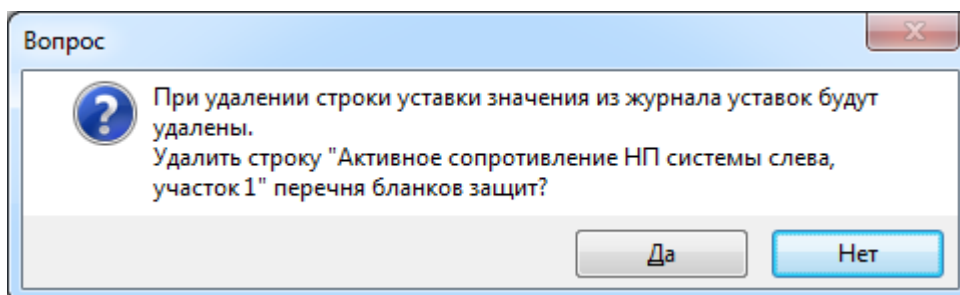 Вопрос
При удалении строки уставки значения из журнала уставок будут
удалены.
Удалить строку "Активное сопротивление НП системы слева,
участок 1" перечня бланков защит?
Да
Нет